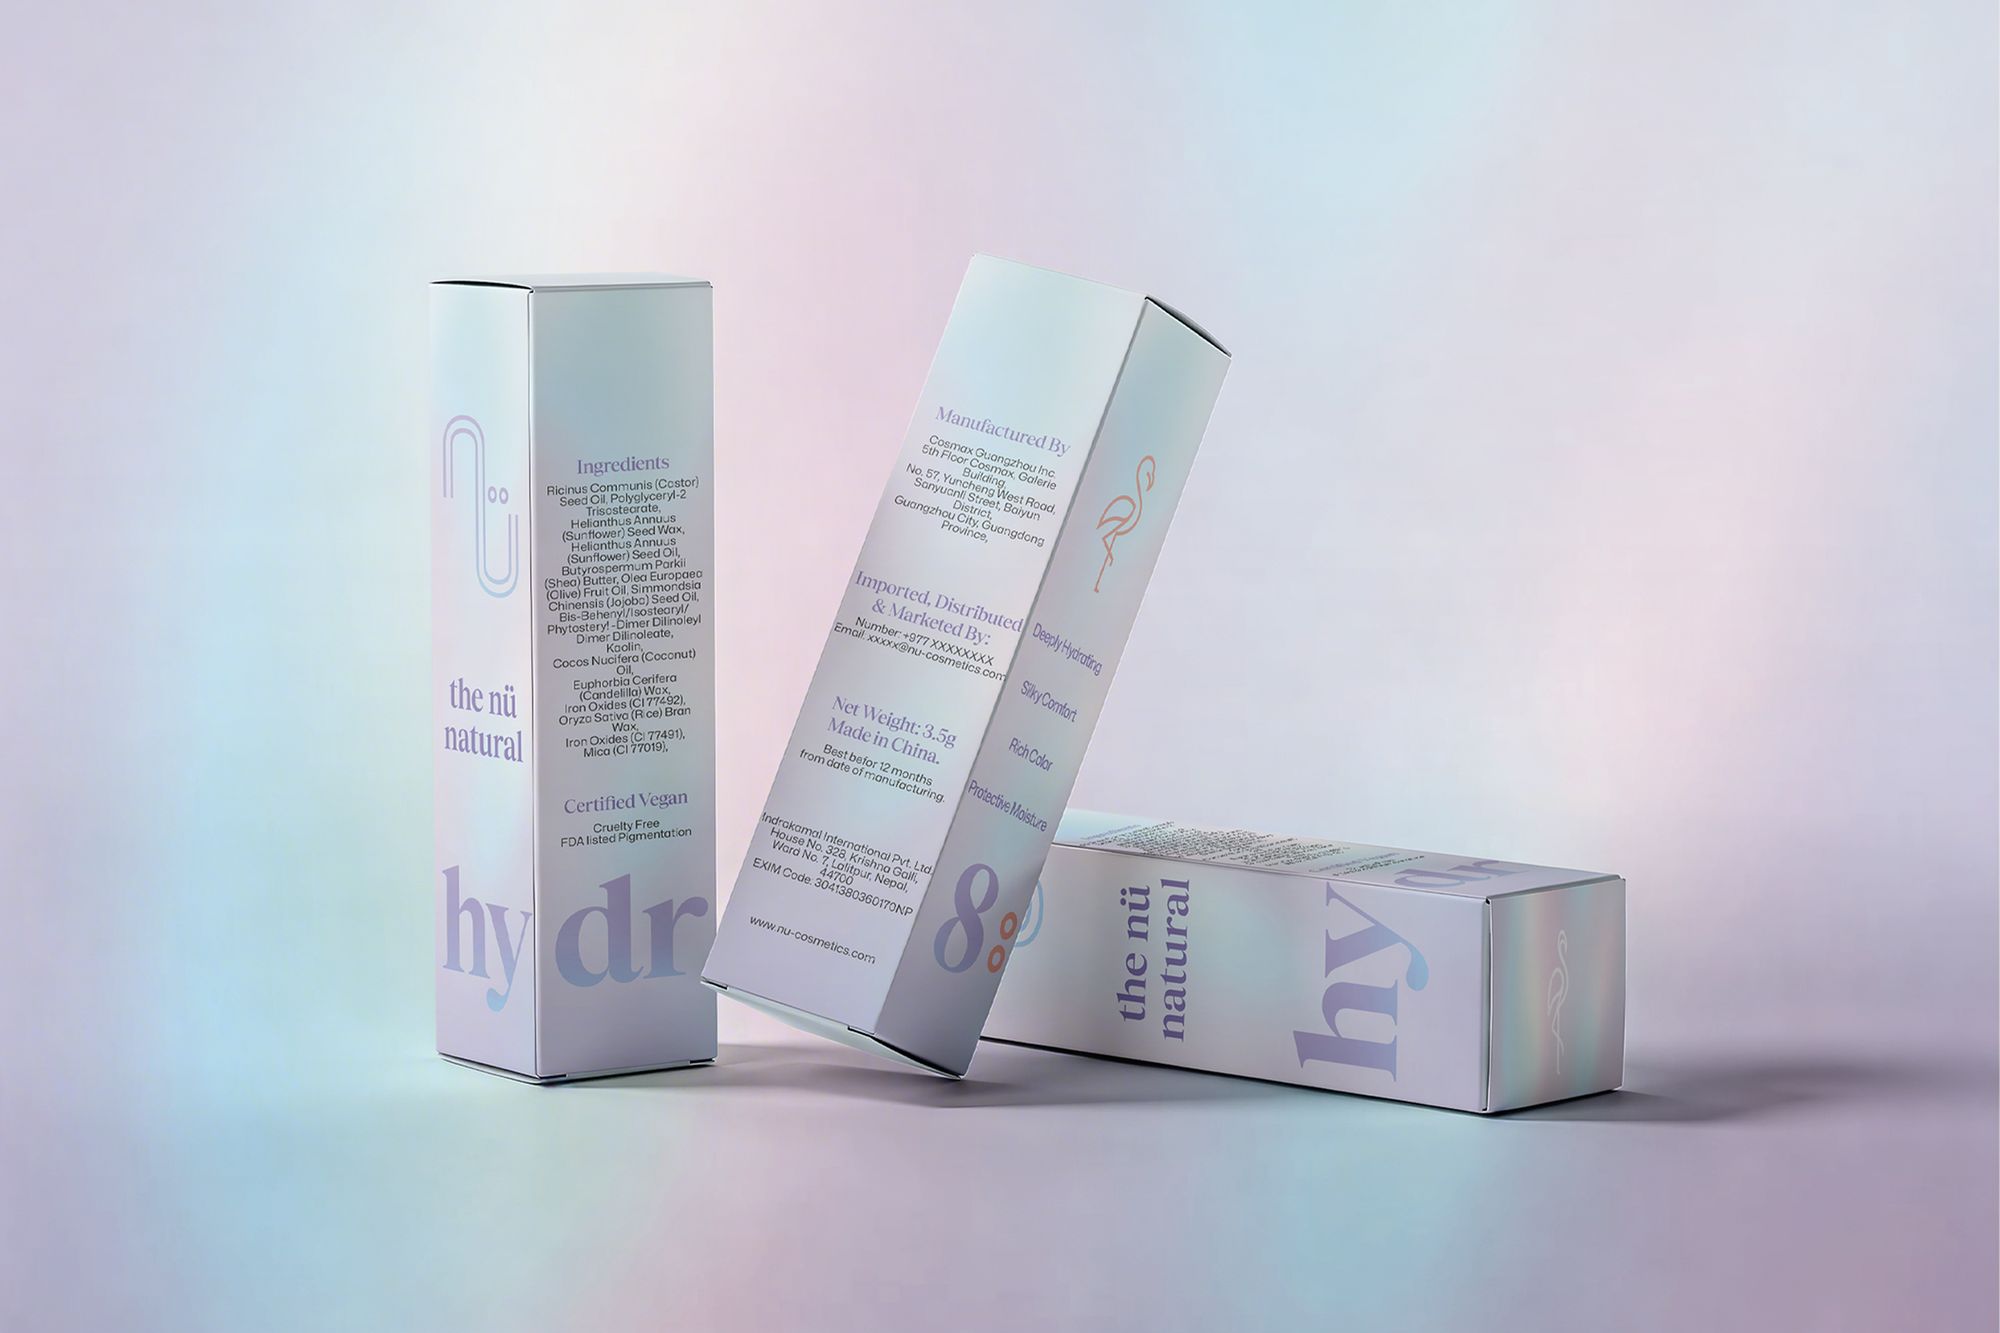 nü
the nü
natural
hy
Ingredients
Ricinus Communis (Castor)
Seed Oil, Polyglyceryl-2
Trisostearate,
Helianthus Annuus
(Sunflower) Seed Wax,
Helianthus Annuus
(Sunflower) Seed Oil,
Butyrospermum Parkii
(Shea) Butter, Olea Europaea
(Olive) Fruit Oil, Simmondsia
Chinensis (Jojoba) Seed Oil,
Bis-Behenyl/Isostearyl/
Phytosteryl-Dimer Dilinoleyl
Dimer Dilinoleate,
Kaolin,
Cocos Nucifera (Coconut)
Oil,
Euphorbia Cerifera
(Candelilla) Wax,
Iron Oxides (CI 77492),
Oryza Sativa (Rice) Bran
Wax,
Iron Oxides (CI 77491),
Mica (CI 77019),
Certified Vegan
Cruelty Free
FDA listed Pigmentation
dr
Manufactured By
Cosmax Guangzhou Inc.
5th Floor Cosmax, Galerie
Building,
No. 57, Yuncheng West Road,
Sanyuanli Street, Baiyun
District,
Guangzhou City, Guangdong
Province,
Imported, Distributed
& Marketed By:
Number: +977 XXXXXXXX
Email: xxxxx@nu-cosmetics.com
Net Weight: 3.5g
Made in China.
Best befor 12 months
from date of manufacturing.
Indrakamal International Pvt. Ltd.
House No. 328, Krishna Galli,
Ward No. 7, Lalitpur, Nepal,
44700
EXIM Code: 3041380360170NP
www.nu-cosmetics.com
Deeply Hydrating
Silky Comfort
Rich Color
Protective Moisture
8
Ingredients
dr
the nü
natural
hy